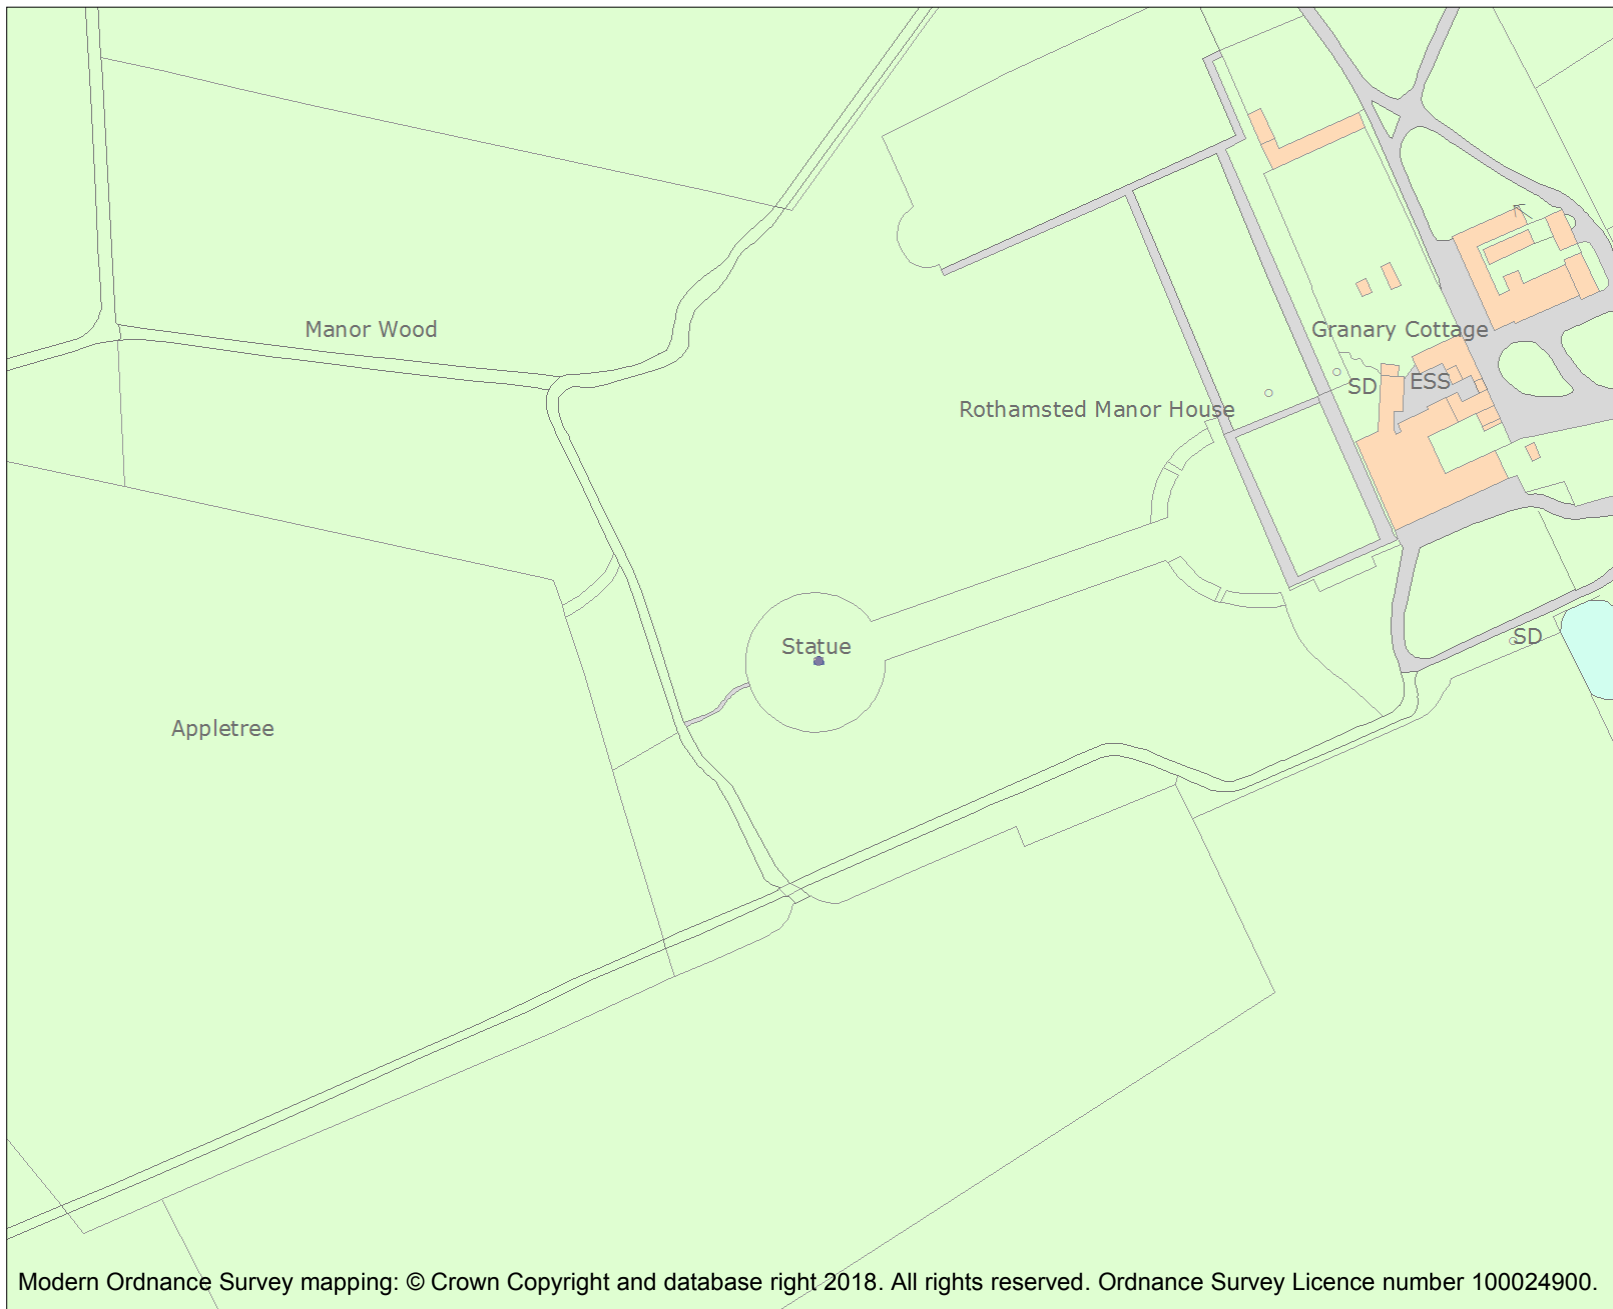 Manor Wood
Granary Cottage
SD
ESS
Rothamsted Manor House
SD
Statue
Appletree
Modern Ordnance Survey mapping: © Crown Copyright and database right 2018. All rights reserved. Ordnance Survey Licence number 100024900.